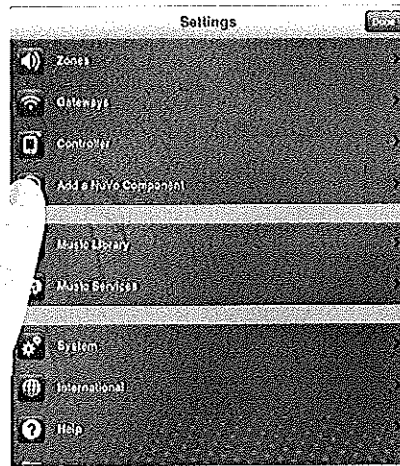 Settings
Done
Zones
Gateways
Controller
Add a NuVo Component
Music Library
Music Services
System
International
Help